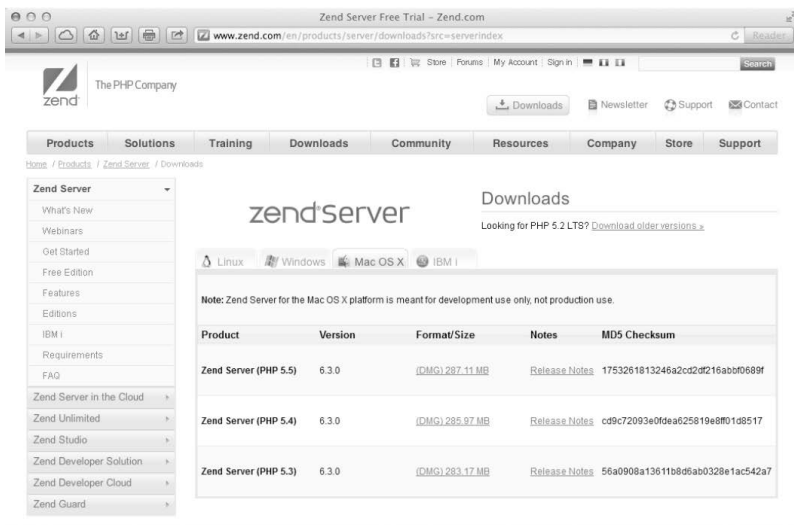 Zend Server Free Trial – Zend.com
www.zend.com/en/products/server/downloads?src=serverindex
Reader
Store Forums My Account Sign in
Search
zend
The PHP Company
Downloads Newsletter Support Contact
Products Solutions Training Downloads Community Resources Company Store Support
Home / Products / Zend Server / Downloads
Zend Server
What's New
Webinars
Get Started
Free Edition
Features
Editions
IBM i
Requirements
FAQ
Zend Server in the Cloud
Zend Unlimited
Zend Studio
Zend Developer Solution
Zend Developer Cloud
Zend Guard
zend Server
Downloads
Looking for PHP 5.2 LTS? Download older versions »
Linux Windows Mac OS X IBM i
Note: Zend Server for the Mac OS X platform is meant for development use only, not production use.
Product Version Format/Size Notes MD5 Checksum
Zend Server (PHP 5.5) 6.3.0 (DMG) 287.11 MB Release Notes 1753261813246a2cd2df216abbf0689f
Zend Server (PHP 5.4) 6.3.0 (DMG) 285.97 MB Release Notes cd9c72093e0fdea625819e8ff01d8517
Zend Server (PHP 5.3) 6.3.0 (DMG) 283.17 MB Release Notes 56a0908a13611b8d6ab0328e1ac542a7